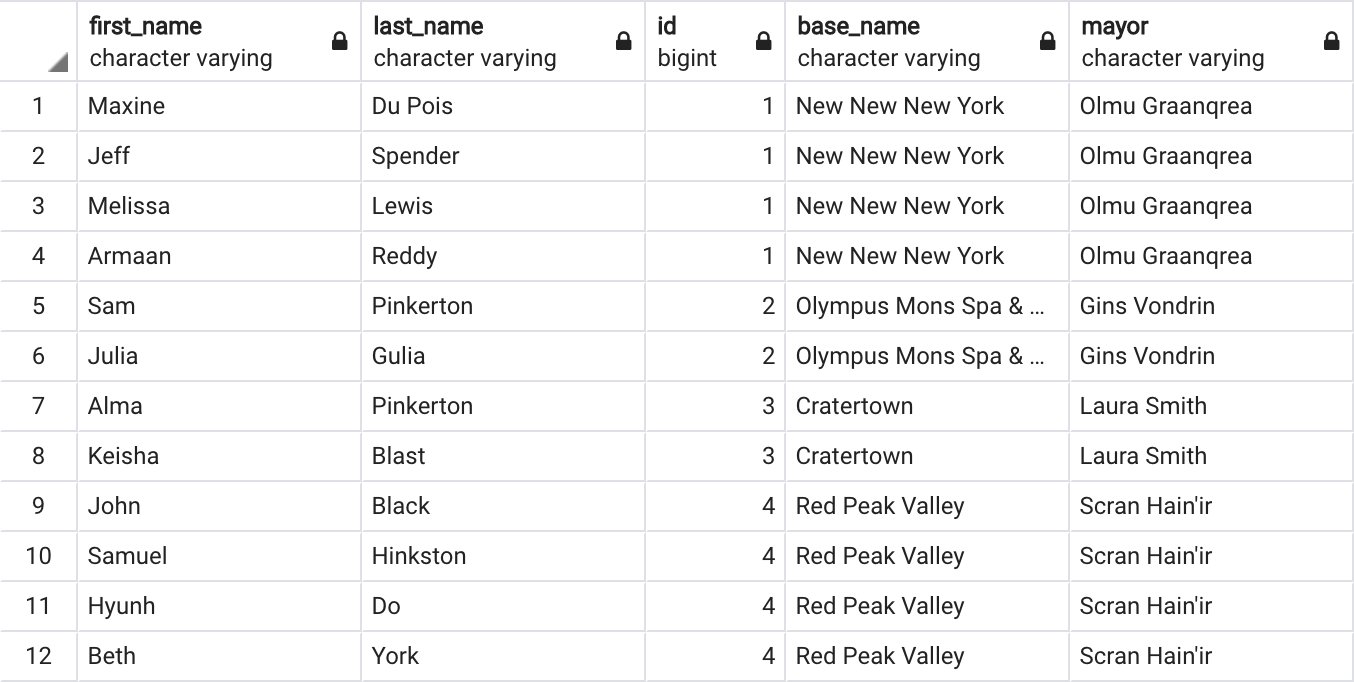 first_name last_name id base_name mayor
character varying character varying bigint character varying character varying
1 Maxine Du Pois 1 New New New York Olmu Graanqrea
2 Jeff Spender 1 New New New York Olmu Graanqrea
3 Melissa Lewis 1 New New New York Olmu Graanqrea
4 Armaan Reddy 1 New New New York Olmu Graanqrea
5 Sam Pinkerton 2 Olympus Mons Spa & ... Gins Vondrin
6 Julia Gulia 2 Olympus Mons Spa & ... Gins Vondrin
7 Alma Pinkerton 3 Cratertown Laura Smith
8 Keisha Blast 3 Cratertown Laura Smith
9 John Black 4 Red Peak Valley Scran Hain'ir
10 Samuel Hinkston 4 Red Peak Valley Scran Hain'ir
11 Hyunh Do 4 Red Peak Valley Scran Hain'ir
12 Beth York 4 Red Peak Valley Scran Hain'ir